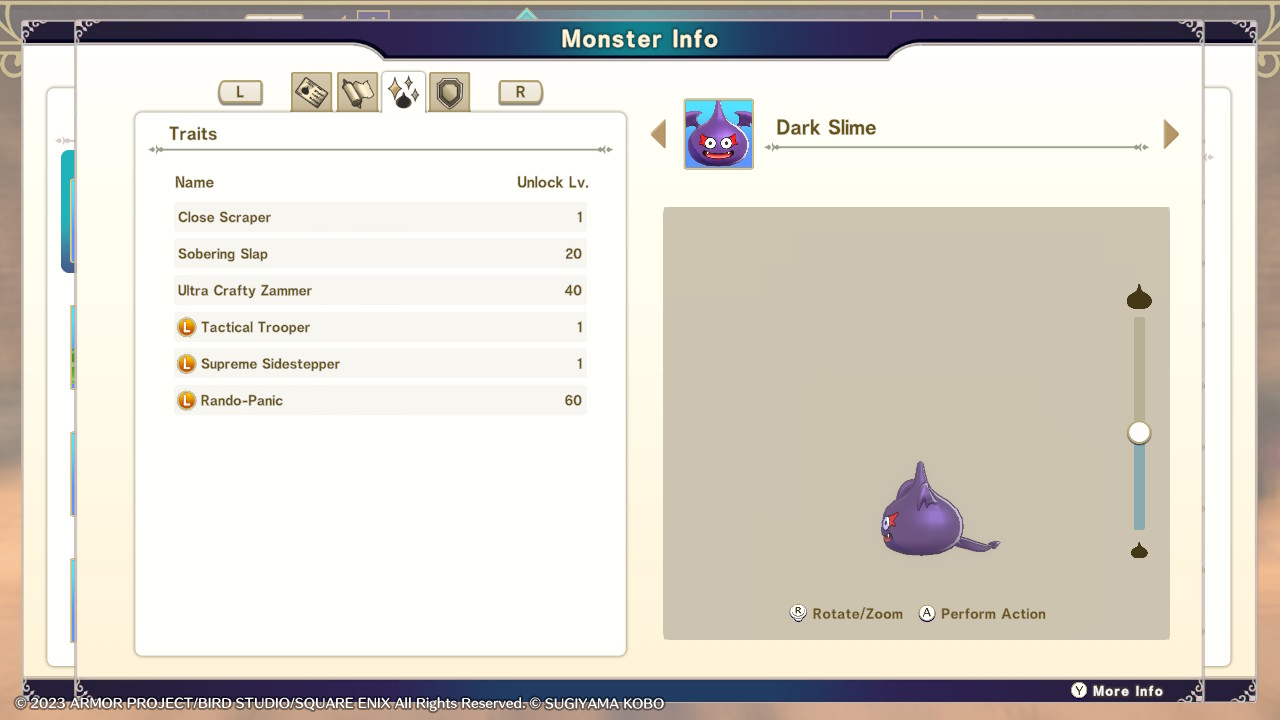 Monster Info
L
R
Traits
Name Unlock Lv.
Close Scraper 1
Sobering Slap 20
Ultra Crafty Zammer 40
L Tactical Trooper 1
L Supreme Sidestepper 1
L Rando-Panic 60
Dark Slime
R Rotate/Zoom A Perform Action
Y More Info
© 2023 ARMOR PROJECT/BIRD STUDIO/SQUARE ENIX All Rights Reserved. © SUGIYAMA KOBO